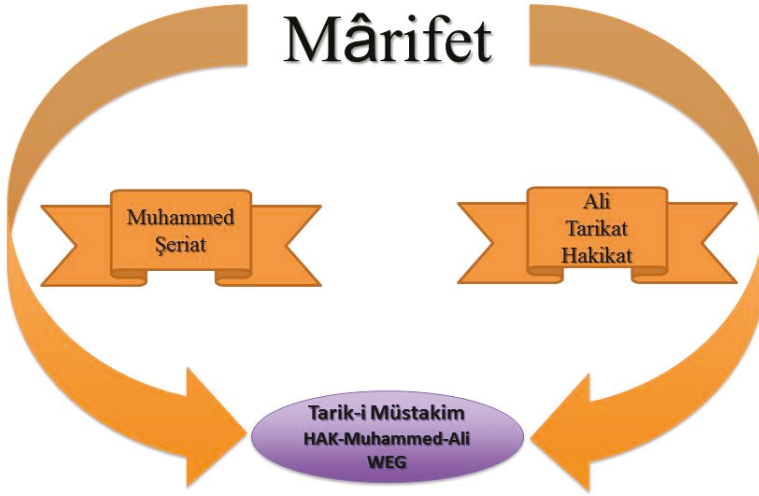 Mârifet
Muhammed
Şeriat
Ali
Tarikat
Hakikat
Tarik-i Müstakim
HAK-Muhammed-Ali
WEG